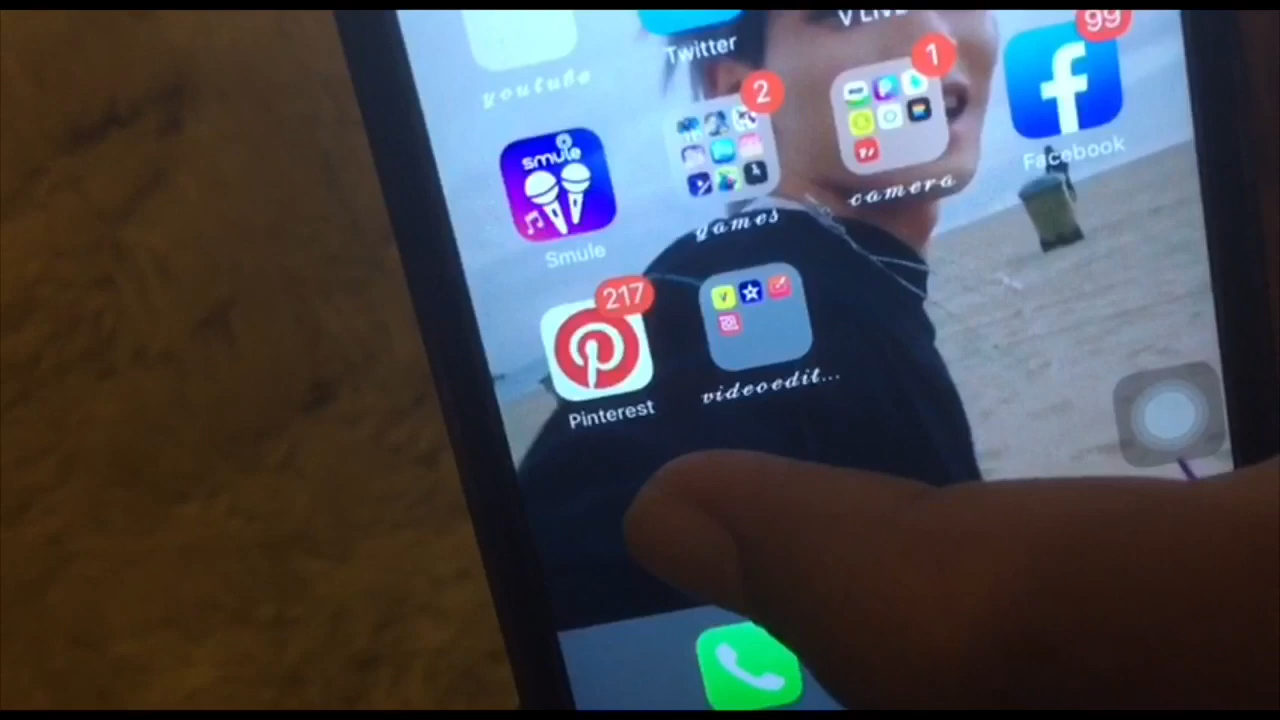 V LIVE
Twitter
99
youtube
1
2
smule
f
camera
Facebook
games
Smule
217
V
Pinterest
videoedit...